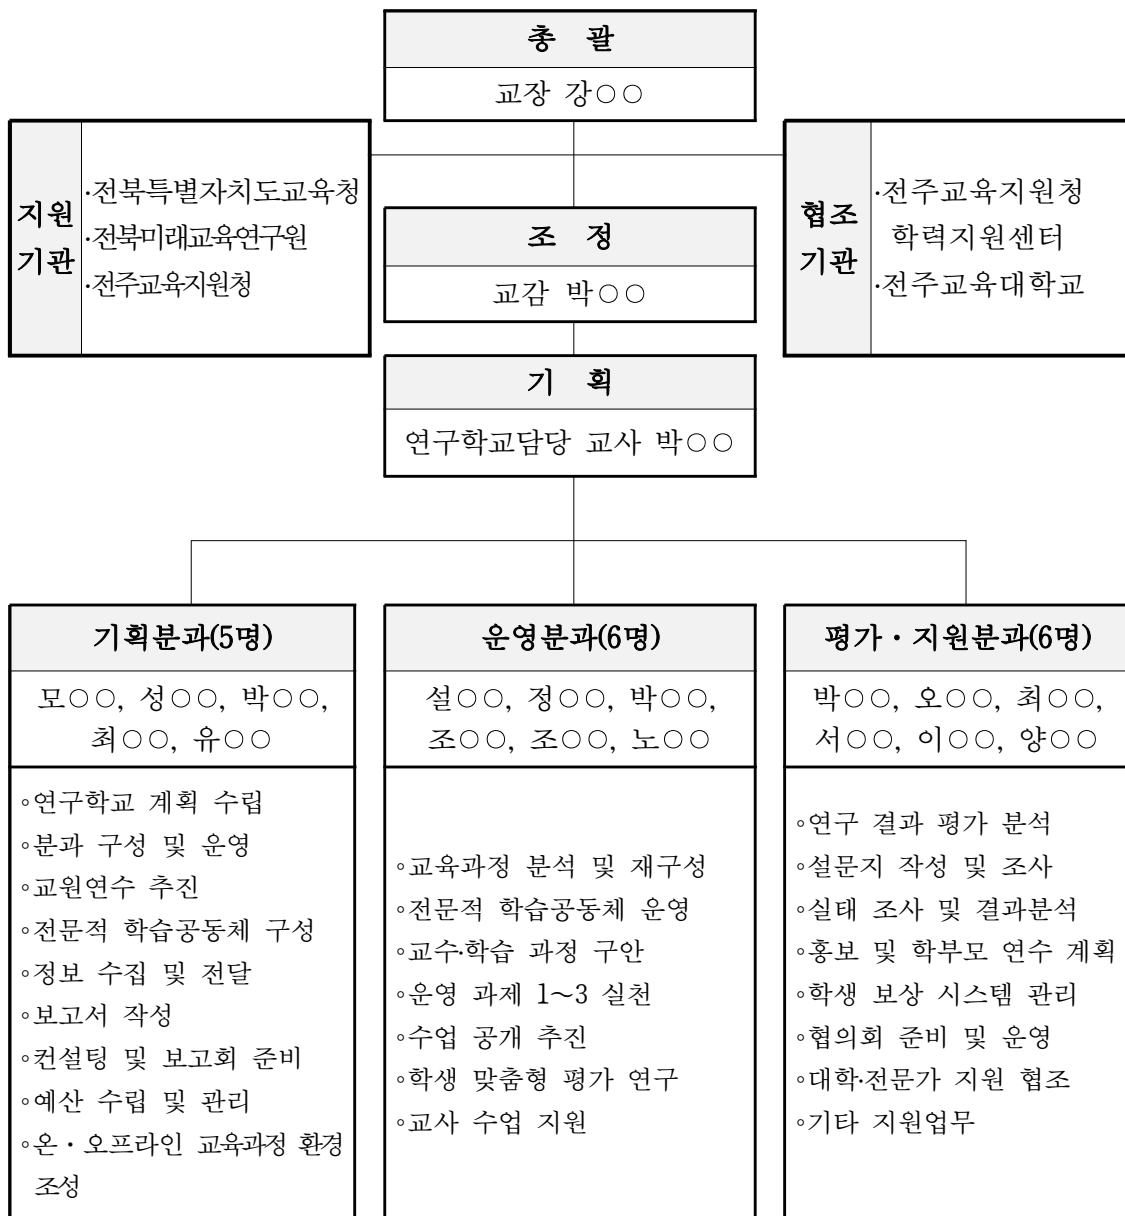 총 괄
교장 강○○
지원
기관
·전북특별자치도교육청
·전북미래교육연구원
·전주교육지원청
협조
기관
·전주교육지원청
학력지원센터
·전주교육대학교
조 정
교감 박○○
기 획
연구학교담당 교사 박○○
기획분과(5명)
모○○, 성○○, 박○○,
최○○, 유○○
◦연구학교 계획 수립
◦분과 구성 및 운영
◦교원연수 추진
◦전문적 학습공동체 구성
◦정보 수집 및 전달
◦보고서 작성
◦컨설팅 및 보고회 준비
◦예산 수립 및 관리
◦온·오프라인 교육과정 환경
조성
운영분과(6명)
설○○, 정○○, 박○○,
조○○, 조○○, 노○○
◦교육과정 분석 및 재구성
◦전문적 학습공동체 운영
◦교수·학습 과정 구안
◦운영 과제 1~3 실천
◦수업 공개 추진
◦학생 맞춤형 평가 연구
◦교사 수업 지원
평가·지원분과(6명)
박○○, 오○○, 최○○,
서○○, 이○○, 양○○
◦연구 결과 평가 분석
◦설문지 작성 및 조사
◦실태 조사 및 결과분석
◦홍보 및 학부모 연수 계획
◦학생 보상 시스템 관리
◦협의회 준비 및 운영
◦대학·전문가 지원 협조
◦기타 지원업무